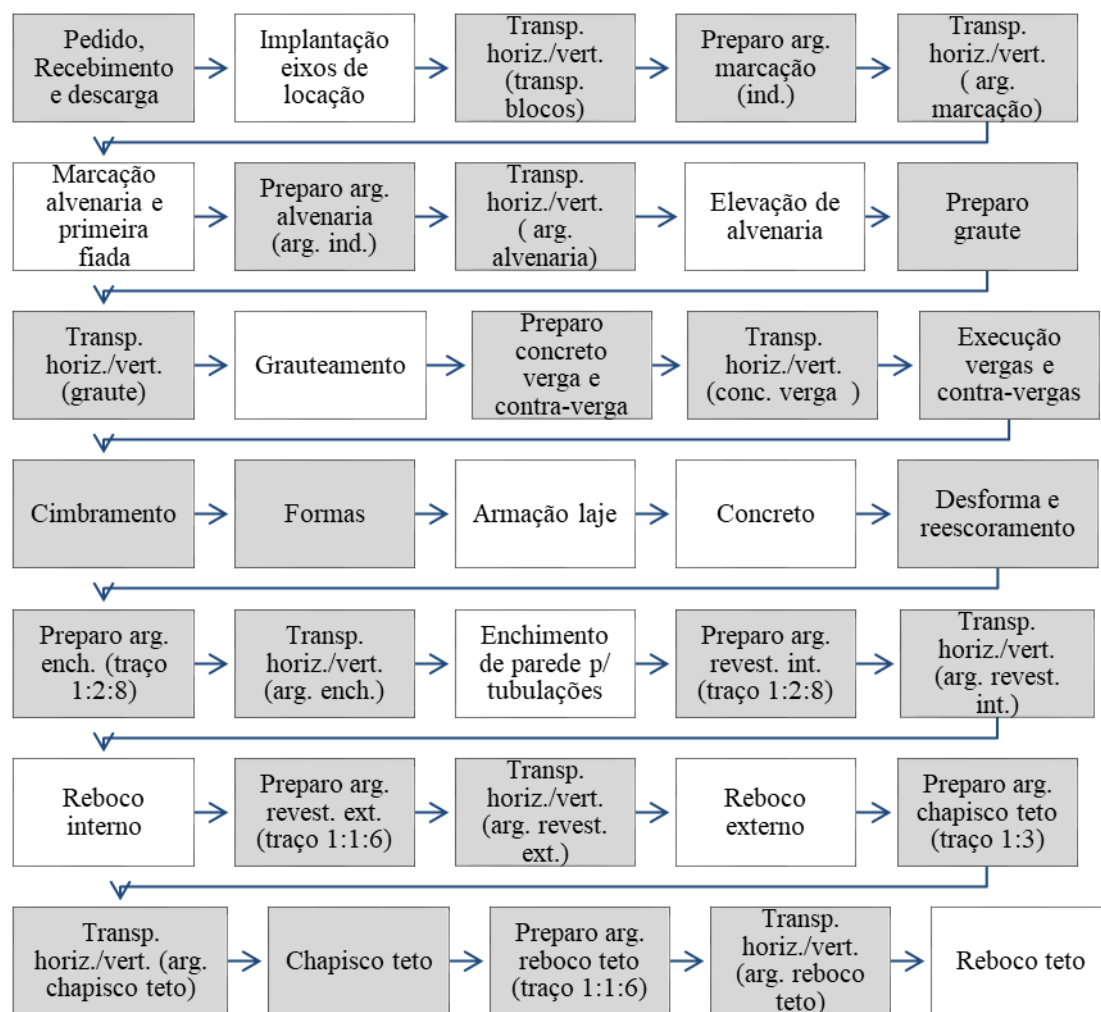 Pedido,
Recebimento
e descarga
Implantação
eixos de
locação
Transp.
horiz./vert.
(transp.
blocos)
Preparo arg.
marcação
(ind.)
Transp.
horiz./vert.
( arg.
marcação)
Marcação
alvenaria e
primeira
fiada
Preparo arg.
alvenaria
(arg. ind.)
Transp.
horiz./vert.
( arg.
alvenaria)
Elevação de
alvenaria
Preparo
graute
Transp.
horiz./vert.
(graute)
Grauteamento
Preparo
concreto
verga e
contra-verga
Transp.
horiz./vert.
(conc. verga )
Execução
vergas e
contra-vergas
Cimbramento
Formas
Armação laje
Concreto
Desforma e
reescoramento
Preparo arg.
ench. (traço
1:2:8)
Transp.
horiz./vert.
(arg. ench.)
Enchimento
de parede p/
tubulações
Preparo arg.
revest. int.
(traço 1:2:8)
Transp.
horiz./vert.
(arg. revest.
int.)
Reboco
interno
Preparo arg.
revest. ext.
(traço 1:1:6)
Transp.
horiz./vert.
(arg. revest.
ext.)
Reboco
externo
Preparo arg.
chapisco teto
(traço 1:3)
Transp.
horiz./vert. (arg.
chapisco teto)
Chapisco teto
Preparo arg.
reboco teto
(traço 1:1:6)
Transp.
horiz./vert.
(arg. reboco
teto)
Reboco teto